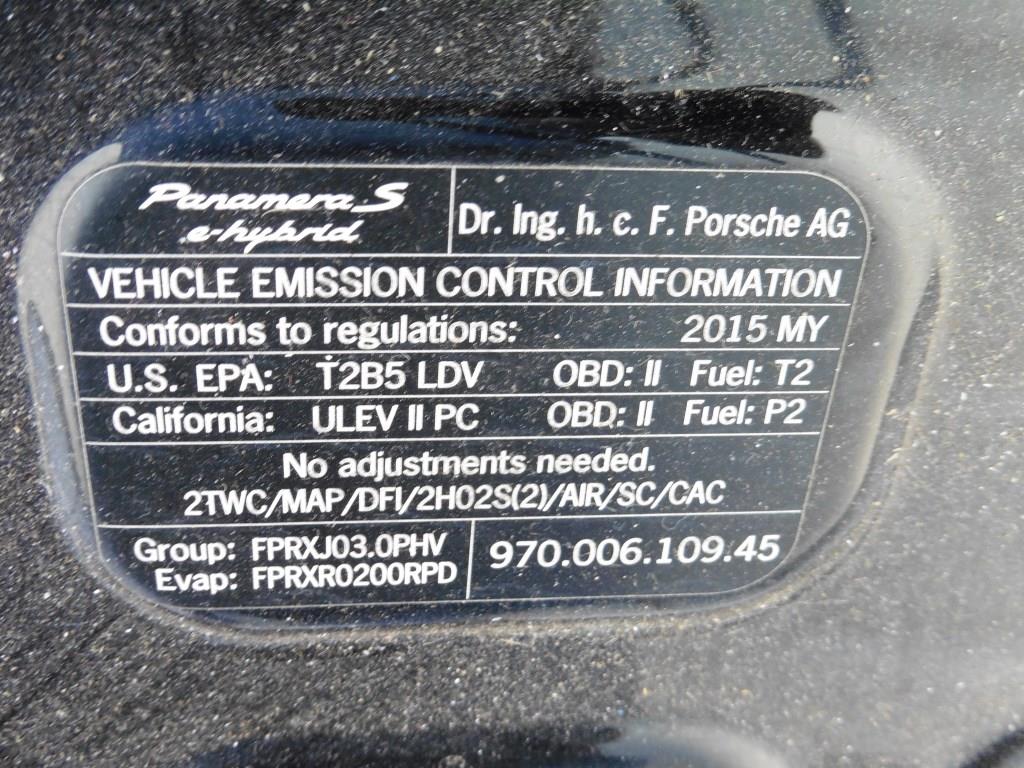 Panamera S
e-hybrid
Dr. Ing. h. c. F. Porsche AG
VEHICLE EMISSION CONTROL INFORMATION
Conforms to regulations: 2015 MY
U.S. EPA: T2B5 LDV OBD: II Fuel: T2
California: ULEV II PC OBD: II Fuel: P2
No adjustments needed.
2TWC/MAP/DFI/2HO2S(2)/AIR/SC/CAC
Group: FPRXJ03.0PHV
Evap: FPRXR0200RPD
970.006.109.45